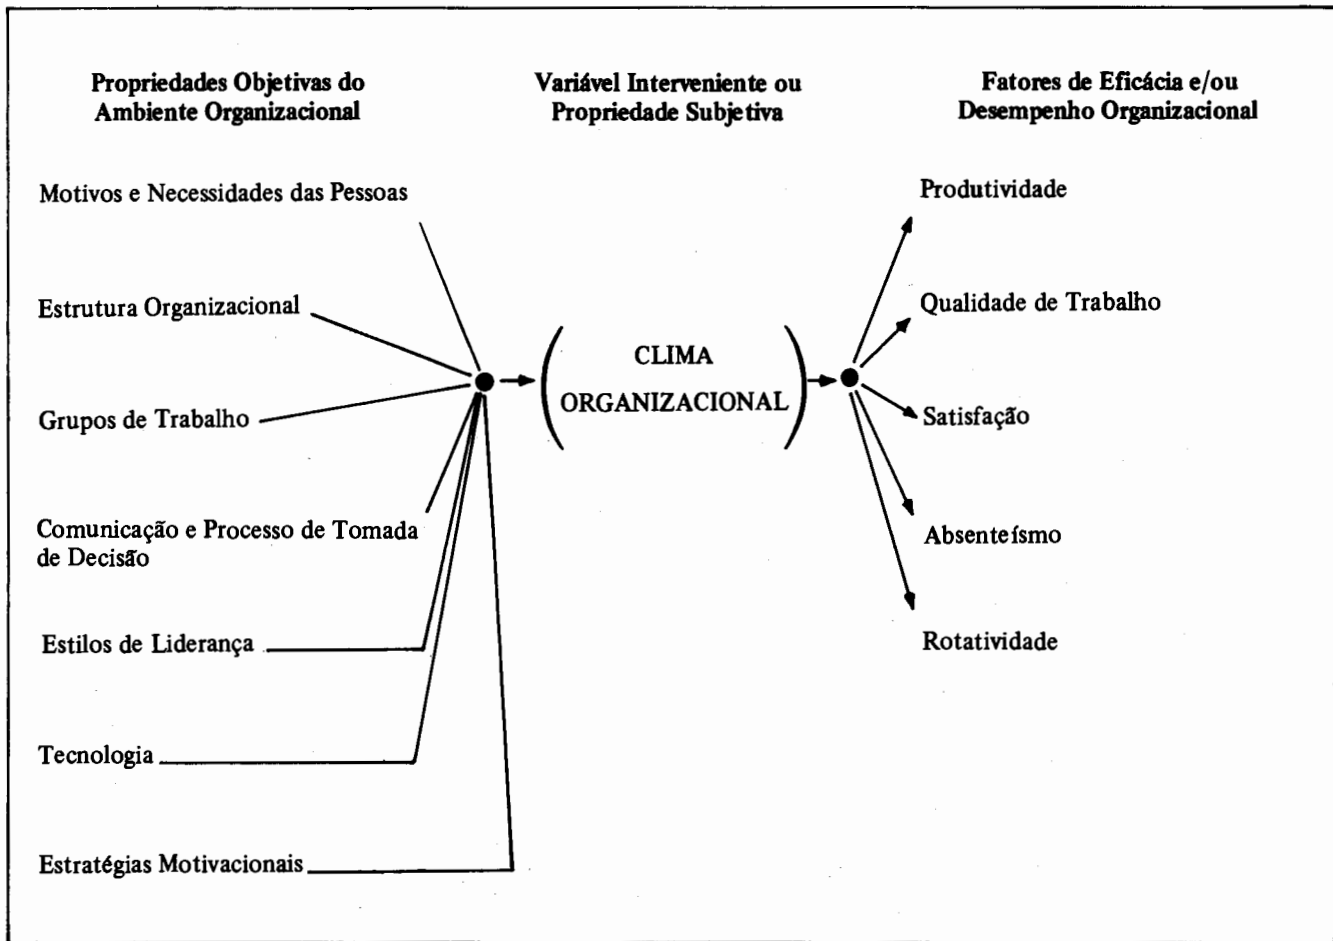 Propriedades Objetivas do
Ambiente Organizacional
Variável Interveniente ou
Propriedade Subjetiva
Fatores de Eficácia e/ou
Desempenho Organizacional
Motivos e Necessidades das Pessoas
Estrutura Organizacional
Grupos de Trabalho
Comunicação e Processo de Tomada
de Decisão
Estilos de Liderança
Tecnologia
Estratégias Motivacionais
CLIMA
ORGANIZACIONAL
Produtividade
Qualidade de Trabalho
Satisfação
Absenteísmo
Rotatividade